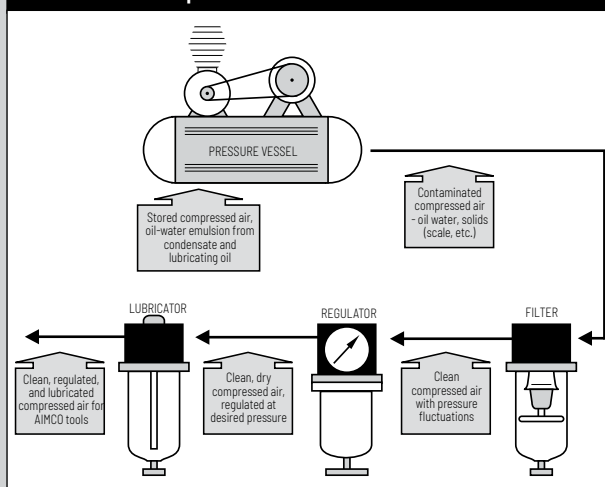 PRESSURE VESSEL
Stored compressed air,
oil-water emulsion from
condensate and
lubricating oil
Contaminated
compressed air
- oil water, solids
(scale, etc.)
LUBRICATOR
REGULATOR
FILTER
Clean, regulated,
and lubricated
compressed air for
AIMCO tools
Clean, dry
compressed air,
regulated at
desired pressure
Clean
compressed air
with pressure
fluctuations